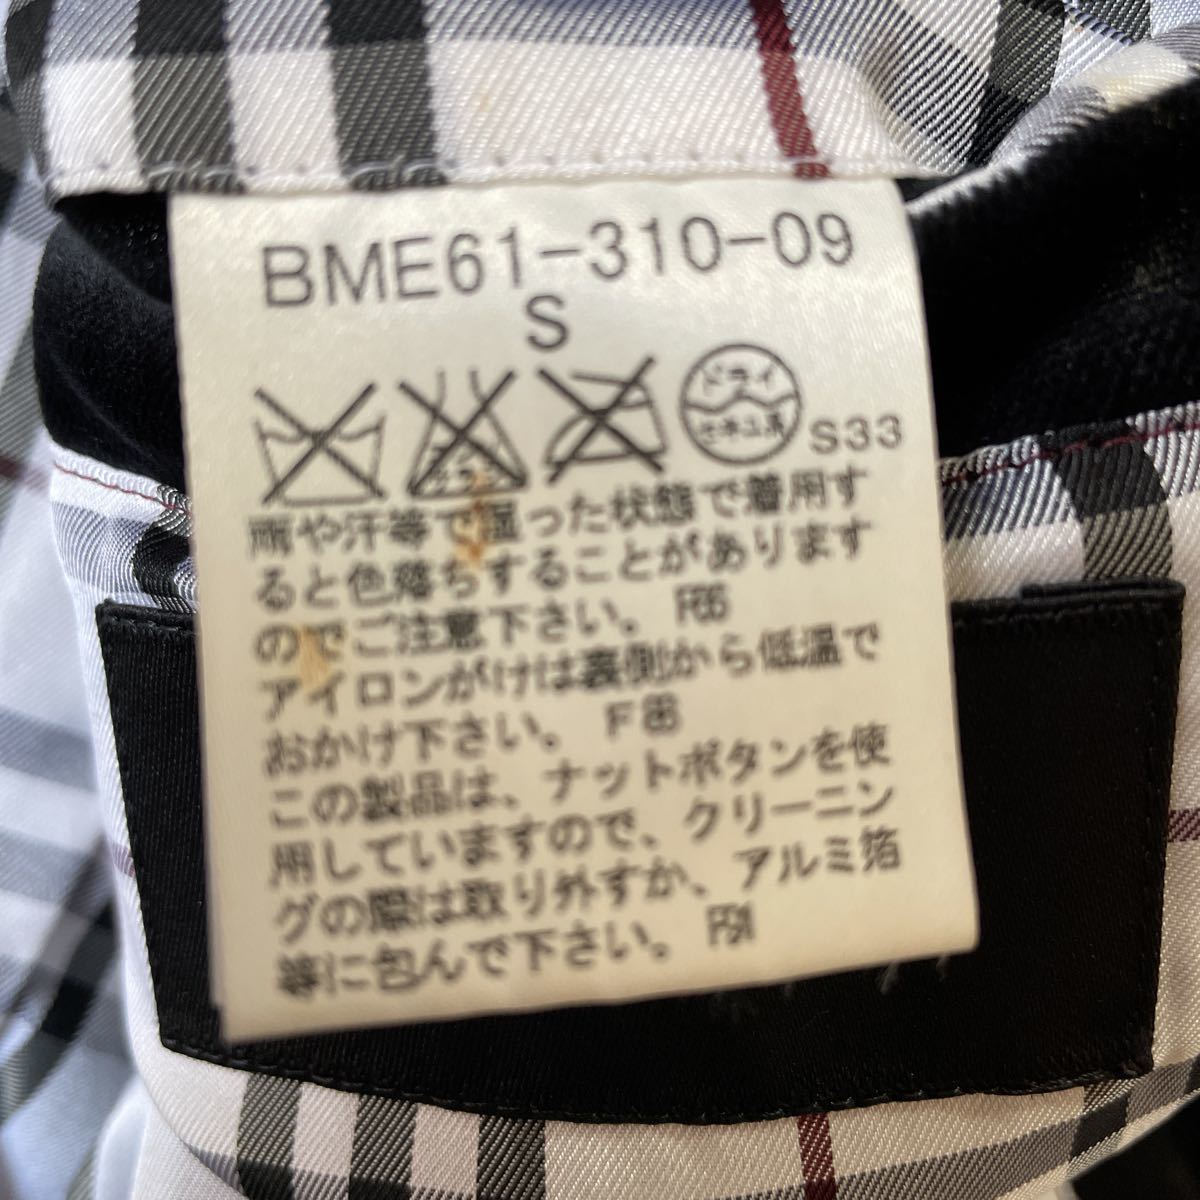 BME61-310-09
S
ドライ
セキユ系
S33
雨や汗等で湿った状態で着用す
ると色落ちすることがあります
のでご注意下さい。
アイロンがけは裏側から低温で
おかけ下さい。
この製品は、ナットボタンを使
用していますので、クリーニン
グの際は取り外すか、アルミ箔
等に包んで下さい。